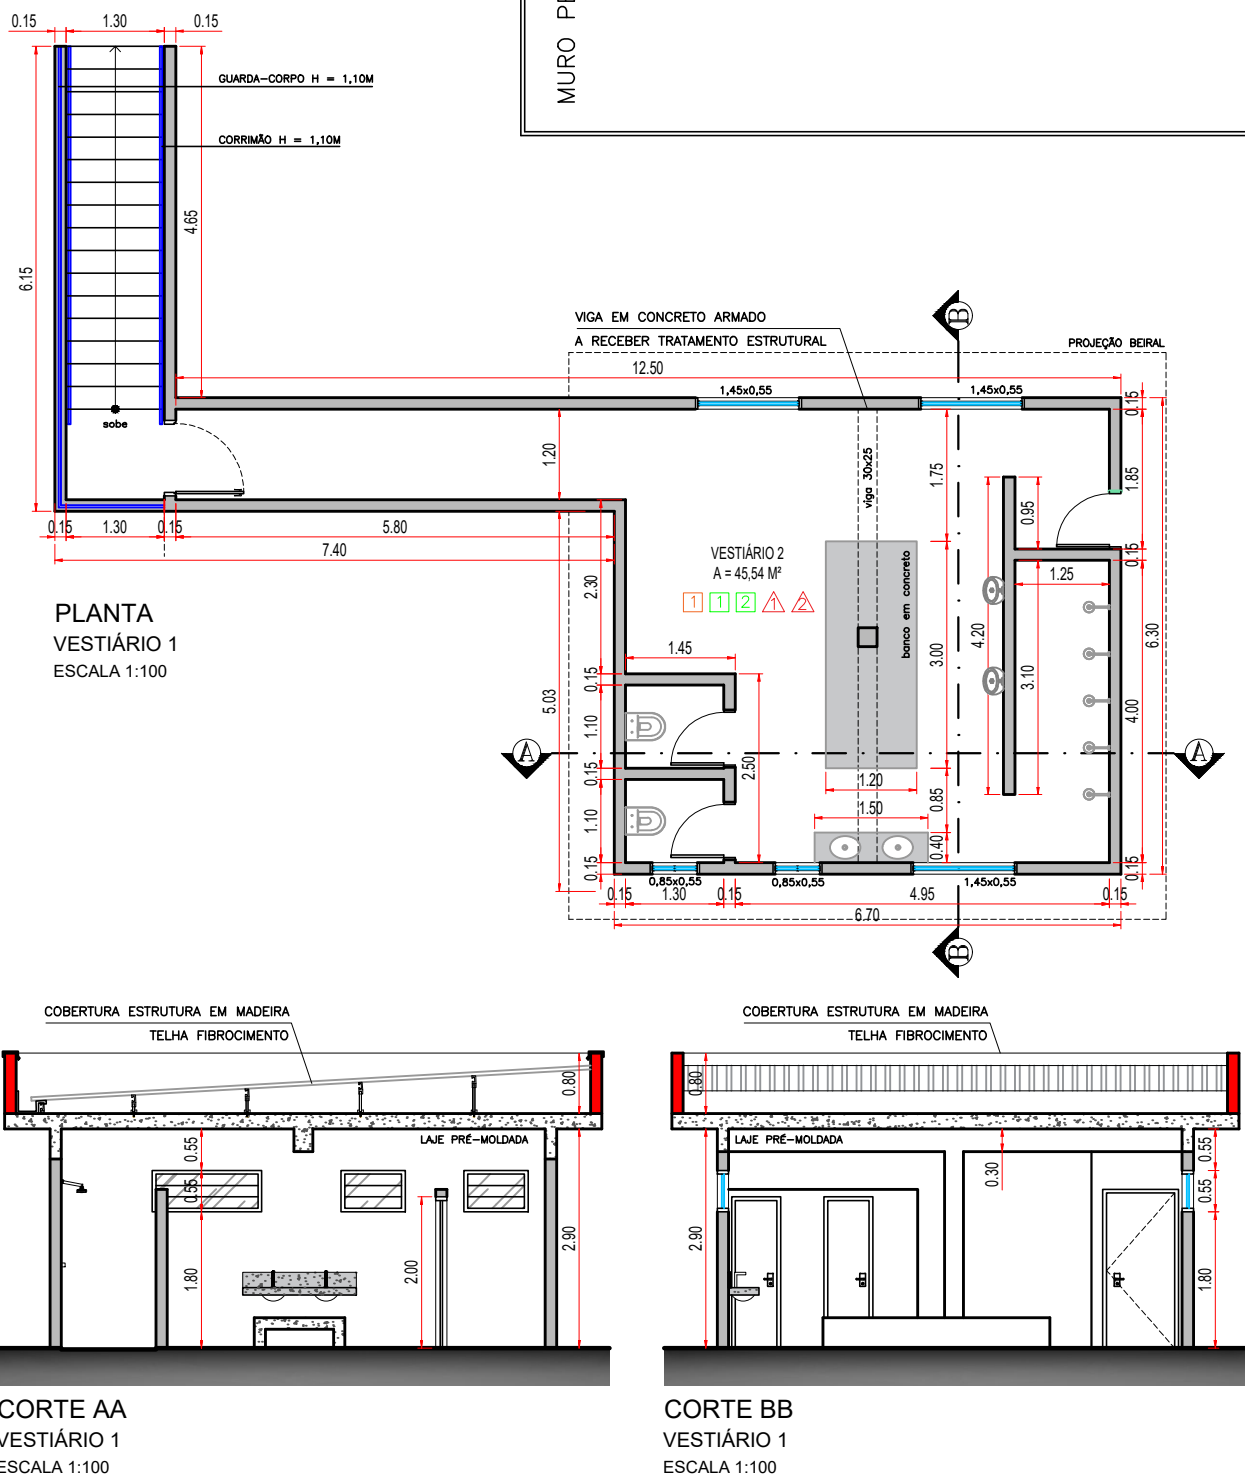 0.15 1.30 0.15
MURO PE
GUARDA-CORPO H = 1,10M
CORRIMÃO H = 1,10M
4.65
6.15
sobe
VIGA EM CONCRETO ARMADO
A RECEBER TRATAMENTO ESTRUTURAL
B
PROJEÇÃO BEIRAL
12.50
1,45x0,55 1,45x0,55
0.15
1.20
viga 30x25
1.75
0.95
1.85
0.15 1.30 0.15 5.80
7.40
0.15
VESTIÁRIO 2
A = 45,54 M²
1 1 2 1 2
banco em concreto
1.25
2.30
PLANTA
VESTIÁRIO 1
ESCALA 1:100
1.45
3.00
4.20
3.10
6.30
4.00
0.15
5.03
1.10
A
2.50
A
0.15
1.20
1.50
0.85
1.10
0.40
0.15
0.15
0,85x0,55 0,85x0,55 1,45x0,55
0.15 1.30 0.15 4.95 0.15
6.70
B
COBERTURA ESTRUTURA EM MADEIRA
TELHA FIBROCIMENTO
0.80
LAJE PRÉ-MOLDADA
0.55
0.55
1.80
2.00
2.90
CORTE AA
VESTIÁRIO 1
ESCALA 1:100
COBERTURA ESTRUTURA EM MADEIRA
TELHA FIBROCIMENTO
0.80
LAJE PRÉ-MOLDADA
0.30
0.55
0.55
2.90
1.80
CORTE BB
VESTIÁRIO 1
ESCALA 1:100